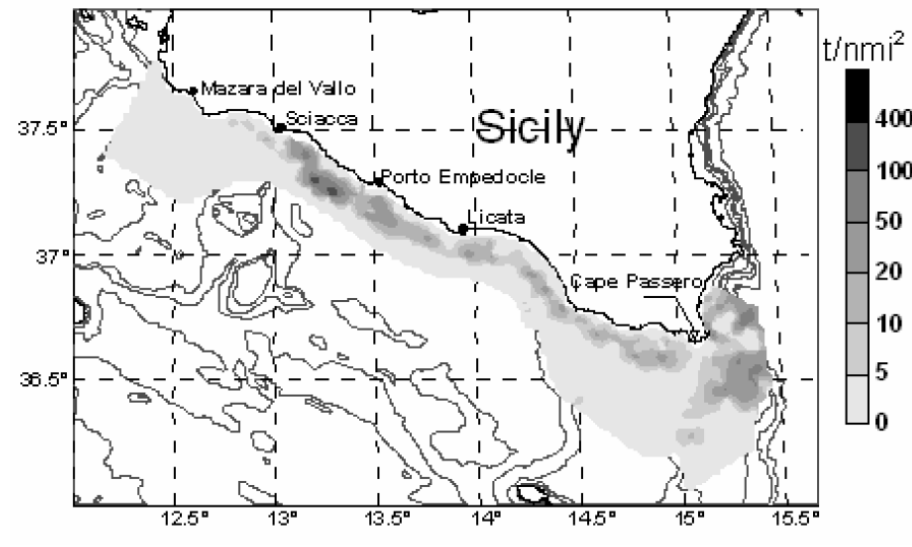 t/nmi²
Mazara del Vallo
Sciacca
Sicily
400
37.5°
100
Porto Empedocle
50
Licata
37°
20
Cape Passero
10
36.5°
5
0
12.5° 13° 13.5° 14° 14.5° 15° 15.5°